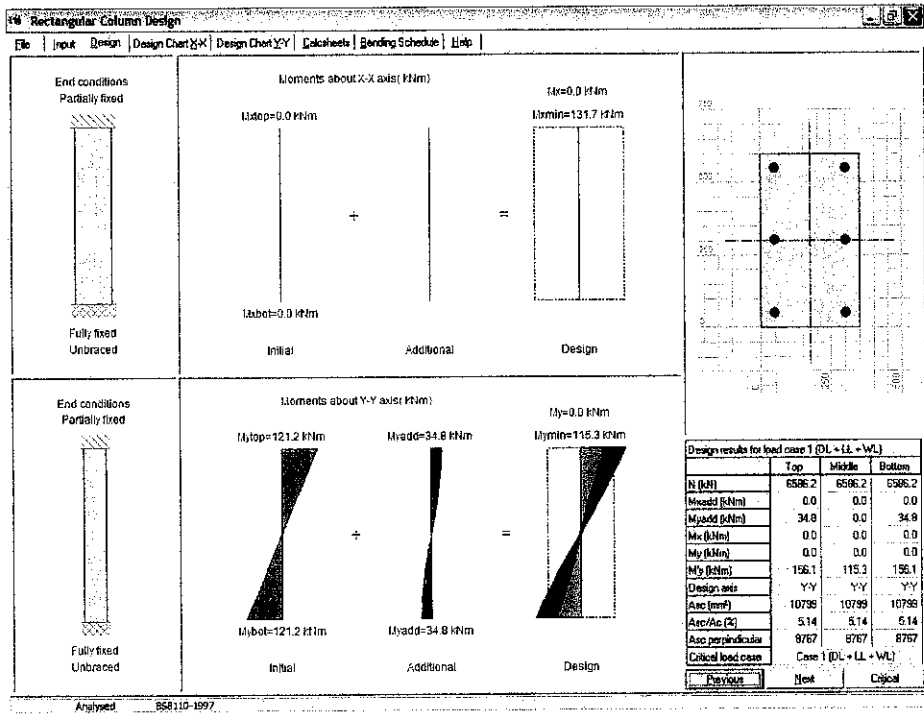 Rectangular Column Design
File Input Design Design Chart X-X Design Chart Y-Y Calcsheets Bending Schedule Help
End conditions
Partially fixed
Fully fixed
Unbraced
Moments about X-X axis( kNm)
Mxtop=0.0 kNm
Mx=0.0 kNm
Mxmin=131.7 kNm
+
=
Mxbot=0.0 kNm
Initial Additional Design
End conditions
Partially fixed
Fully fixed
Unbraced
Moments about Y-Y axis( kNm)
Mytop=121.2 kNm
Myadd=34.8 kNm
My=0.0 kNm
Mymin=115.3 kNm
+
=
Mybot=121.2 kNm
Myadd=34.8 kNm
Initial Additional Design
250
0
250
500
Design results for load case 1 (DL + LL + WL)
Top Middle Bottom
N (kN) 6586.2 6586.2 6586.2
Mxadd (kNm) 0.0 0.0 0.0
Myadd (kNm) 34.8 0.0 34.8
Mx (kNm) 0.0 0.0 0.0
My (kNm) 0.0 0.0 0.0
M'y (kNm) 156.1 115.3 156.1
Design axis Y-Y Y-Y Y-Y
Asc (mm²) 10799 10799 10799
Asc/Ac (%) 5.14 5.14 5.14
Asc perpendicular 8767 8767 8767
Critical load case Case 1 (DL + LL + WL)
Previous Next Critical
Analysed BS8110-1997